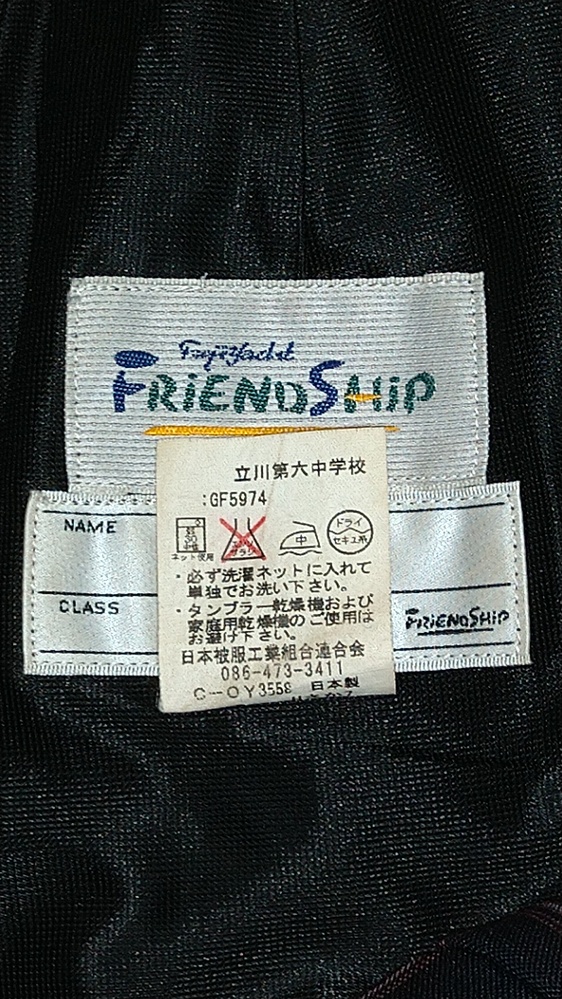 FujiYacht
FRiENDSHiP
立川第六中学校
:GF5974
NAME
中
ドライ
セキユ系
ネット使用
・必ず洗濯ネットに入れて
単独でお洗い下さい。
CLASS
・タンブラー乾燥機および
家庭用乾燥機のご使用は
お避け下さい。
FRiENDSHiP
日本被服工業組合連合会
086-473-3411
C-OY3558 日本製